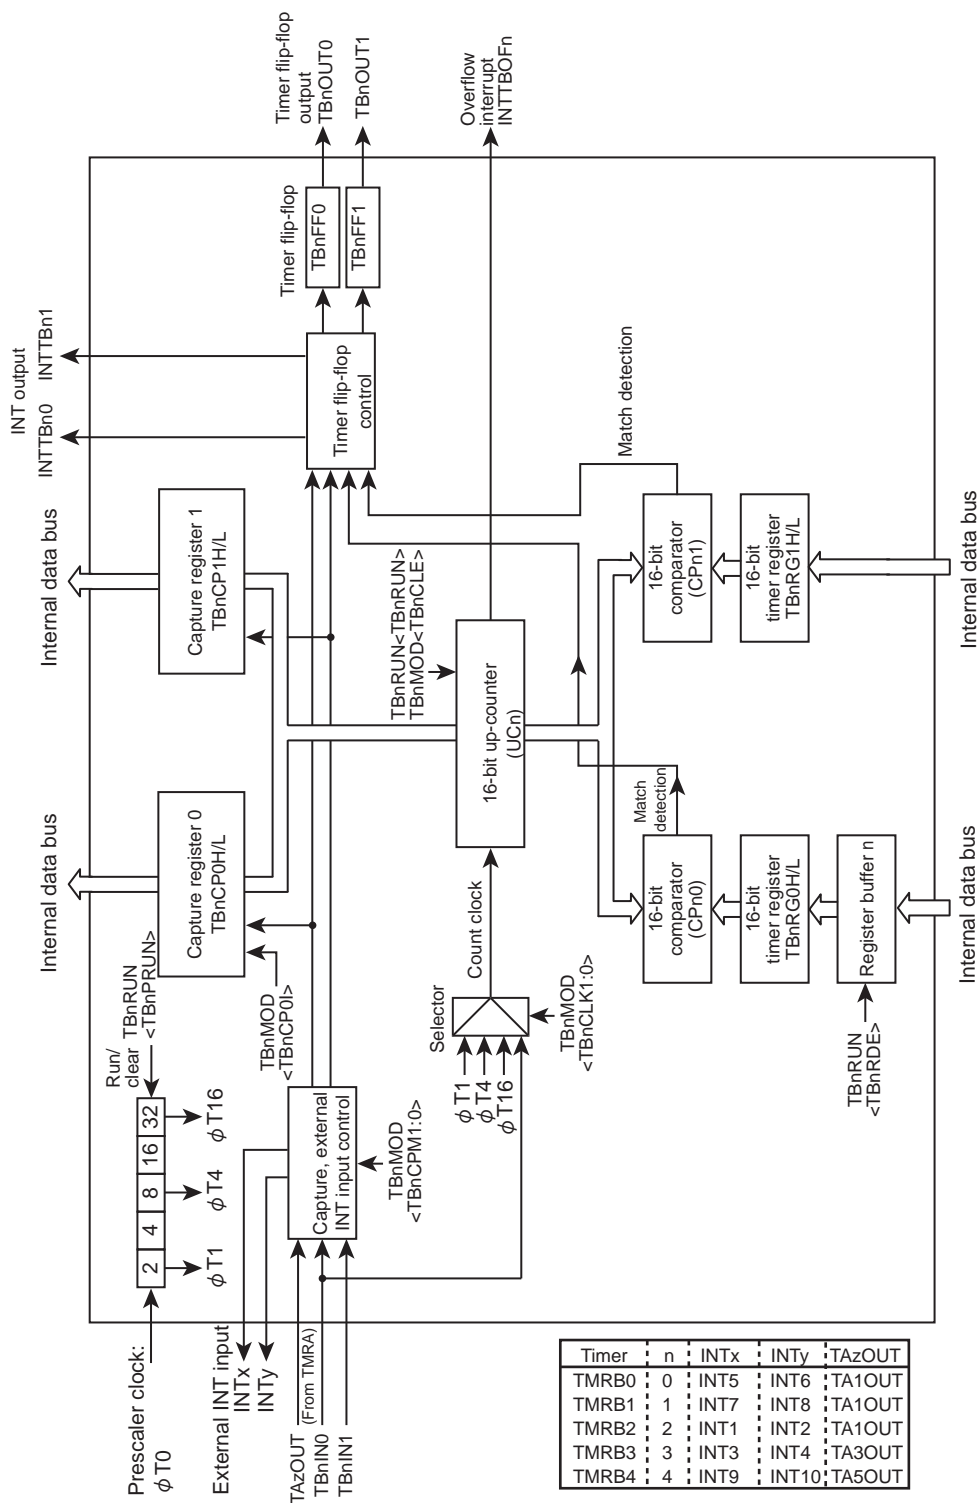 Prescaler clock:
ϕT0
2
4
8
16
32
Run/
clear
TBnRUN
<TBnPRUN>
ϕT1
ϕT4
ϕT16
External INT input
INTx
INTy
TAzOUT
(From TMRA)
TBnIN0
TBnIN1
Capture, external
INT input control
TBnMOD
<TBnCPM1:0>
TBnMOD
<TBnCP0I>
Internal data bus
Capture register 0
TBnCP0H/L
Internal data bus
Capture register 1
TBnCP1H/L
INT output
INTTBn0
INTTBn1
Timer flip-flop
control
Timer flip-flop
TBnFF0
TBnFF1
Timer flip-flop
output
TBnOUT0
TBnOUT1
Selector
ϕT1
ϕT4
ϕT16
TBnMOD
<TBnCLK1:0>
Count clock
16-bit up-counter
(UCn)
TBnRUN<TBnRUN>
TBnMOD<TBnCLE>
Overflow
interrupt
INTTBOFn
Match
detection
Match detection
16-bit
comparator
(CPn0)
16-bit
comparator
(CPn1)
16-bit
timer register
TBnRG0H/L
16-bit
timer register
TBnRG1H/L
Register buffer n
TBnRUN
<TBnRDE>
Internal data bus
Internal data bus
Timer n INTx INTy TAzOUT
TMRB0 0 INT5 INT6 TA1OUT
TMRB1 1 INT7 INT8 TA1OUT
TMRB2 2 INT1 INT2 TA1OUT
TMRB3 3 INT3 INT4 TA3OUT
TMRB4 4 INT9 INT10 TA5OUT